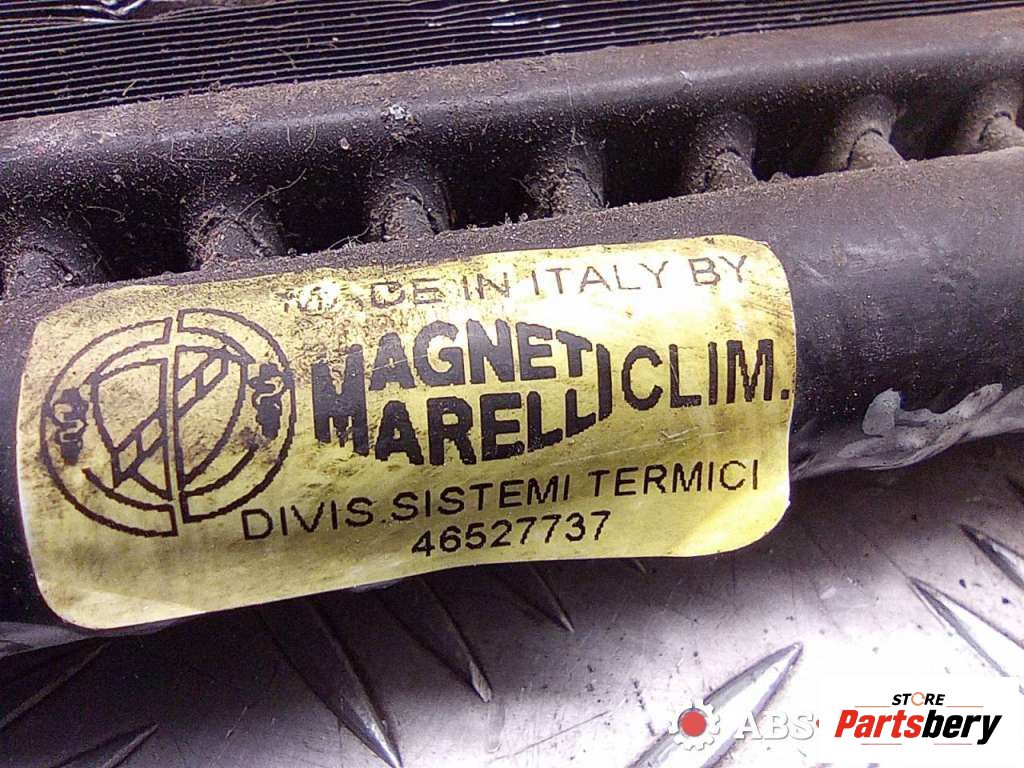 MADE IN ITALY BY
MAGNETI
MARELLI CLIM.
DIVIS. SISTEMI TERMICI
46527737
STORE
Partsbery
ABS